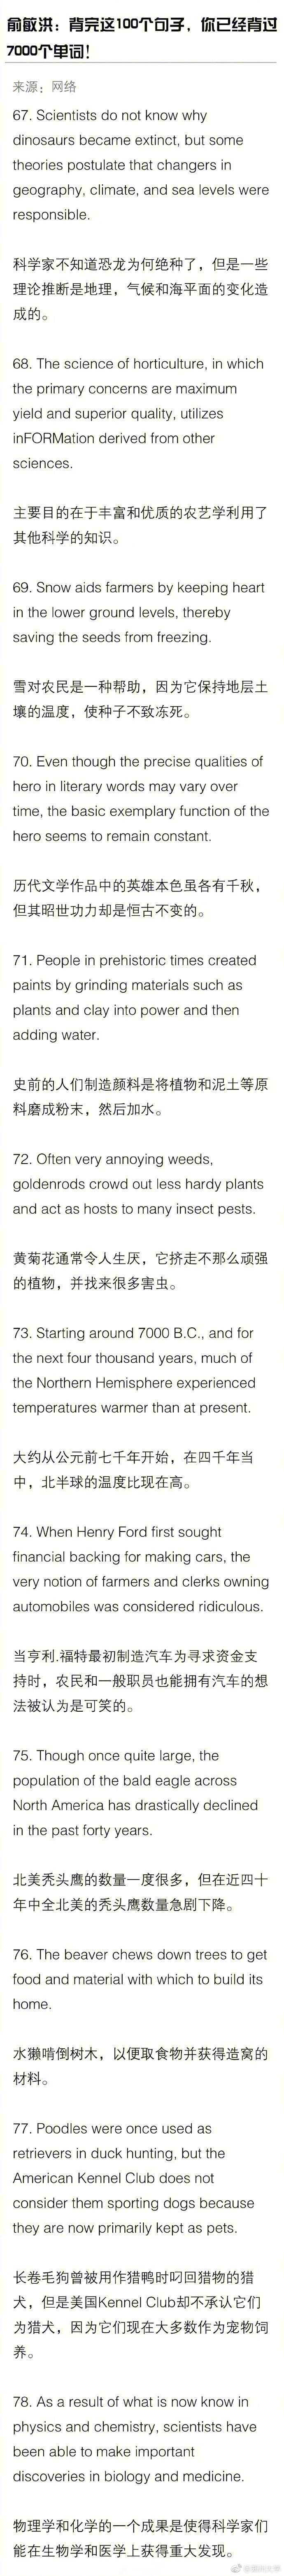 俞敏洪：背完这100个句子，你已经背过
7000个单词！
来源：网络
67. Scientists do not know why
dinosaurs became extinct, but some
theories postulate that changers in
geography, climate, and sea levels were
responsible.
科学家不知道恐龙为何绝种了，但是一些
理论推断是地理，气候和海平面的变化造
成的。
68. The science of horticulture, in which
the primary concerns are maximum
yield and superior quality, utilizes
inFORMation derived from other
sciences.
主要目的在于丰富和优质的农艺学利用了
其他科学的知识。
69. Snow aids farmers by keeping heart
in the lower ground levels, thereby
saving the seeds from freezing.
雪对农民是一种帮助，因为它保持地层土
壤的温度，使种子不致冻死。
70. Even though the precise qualities of
hero in literary words may vary over
time, the basic exemplary function of the
hero seems to remain constant.
历代文学作品中的英雄本色虽各有千秋，
但其昭世功力却是恒古不变的。
71. People in prehistoric times created
paints by grinding materials such as
plants and clay into power and then
adding water.
史前的人们制造颜料是将植物和泥土等原
料磨成粉末，然后加水。
72. Often very annoying weeds,
goldenrods crowd out less hardy plants
and act as hosts to many insect pests.
黄菊花通常令人生厌，它挤走不那么顽强
的植物，并找来很多害虫。
73. Starting around 7000 B.C., and for
the next four thousand years, much of
the Northern Hemisphere experienced
temperatures warmer than at present.
大约从公元前七千年开始，在四千年当
中，北半球的温度比现在高。
74. When Henry Ford first sought
financial backing for making cars, the
very notion of farmers and clerks owning
automobiles was considered ridiculous.
当亨利.福特最初制造汽车为寻求资金支
持时，农民和一般职员也能拥有汽车的想
法被认为是可笑的。
75. Though once quite large, the
population of the bald eagle across
North America has drastically declined
in the past forty years.
北美秃头鹰的数量一度很多，但在近四十
年中全北美的秃头鹰数量急剧下降。
76. The beaver chews down trees to get
food and material with which to build its
home.
水獭啃倒树木，以便取食物并获得造窝的
材料。
77. Poodles were once used as
retrievers in duck hunting, but the
American Kennel Club does not
consider them sporting dogs because
they are now primarily kept as pets.
长卷毛狗曾被用作猎鸭时叼回猎物的猎
犬，但是美国Kennel Club却不承认它们
为猎犬，因为它们现在大多数作为宠物饲
养。
78. As a result of what is now know in
physics and chemistry, scientists have
been able to make important
discoveries in biology and medicine.
物理学和化学的一个成果是使得科学家们
能在生物学和医学上获得重大发现。